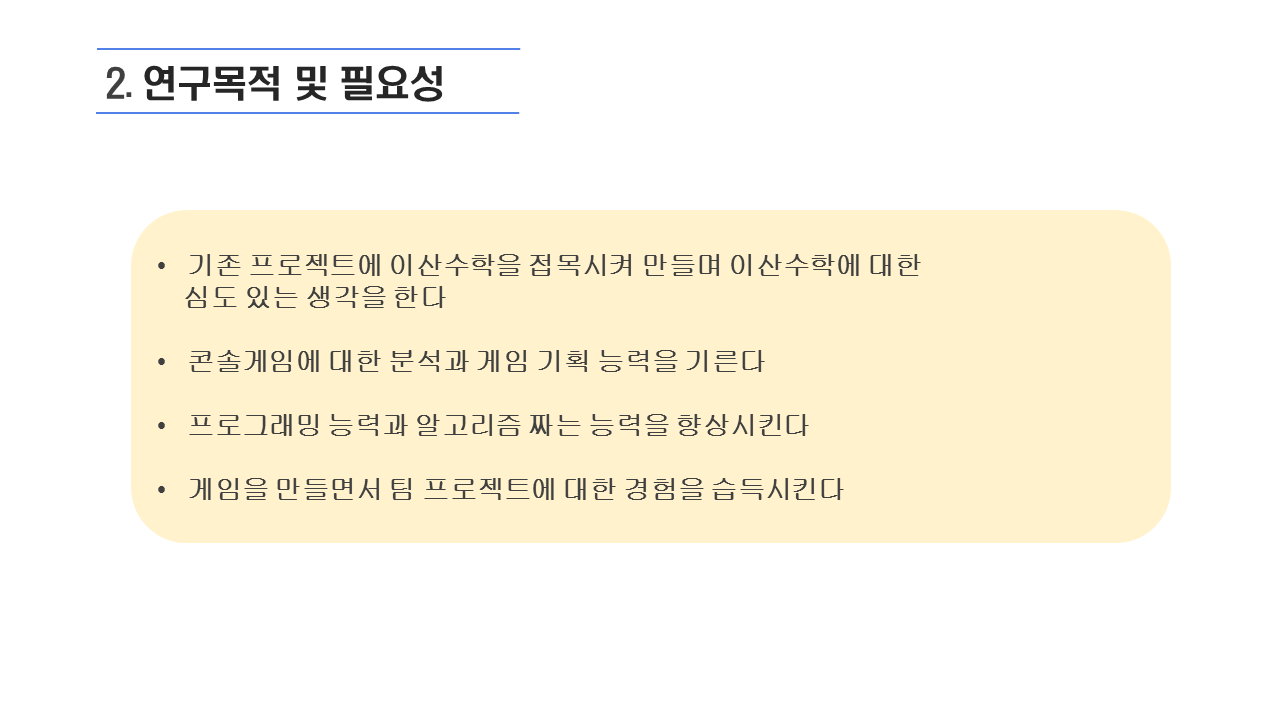 2. 연구목적 및 필요성
• 기존 프로젝트에 이산수학을 접목시켜 만들며 이산수학에 대한
심도 있는 생각을 한다
• 콘솔게임에 대한 분석과 게임 기획 능력을 기른다
• 프로그래밍 능력과 알고리즘 짜는 능력을 향상시킨다
• 게임을 만들면서 팀 프로젝트에 대한 경험을 습득시킨다